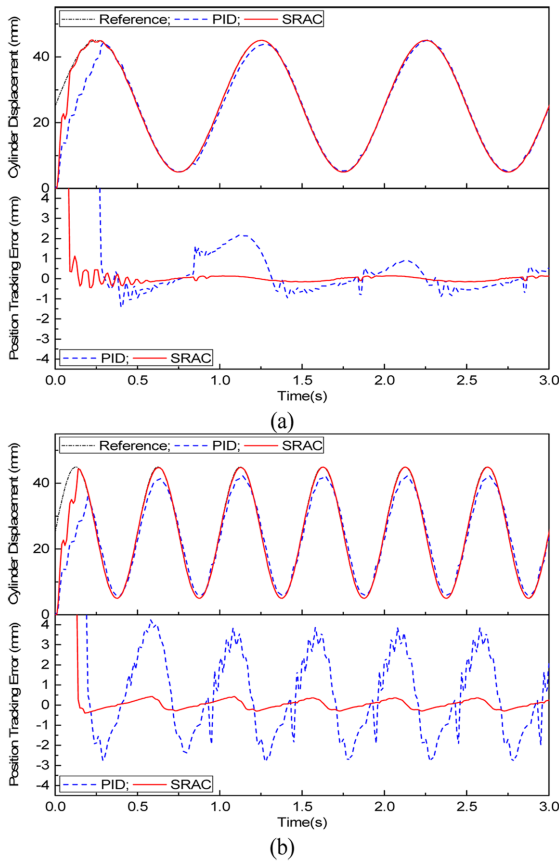 Reference; PID; SRAC
Cylinder Displacement (mm)
40
20
0
Position Tracking Error (mm)
4
3
2
1
0
-1
-2
-3
-4
PID; SRAC
0.0 0.5 1.0 1.5 2.0 2.5 3.0
Time(s)
(a)
Reference; PID; SRAC
Cylinder Displacement (mm)
40
20
0
Position Tracking Error (mm)
4
3
2
1
0
-1
-2
-3
-4
PID; SRAC
0.0 0.5 1.0 1.5 2.0 2.5 3.0
Time(s)
(b)